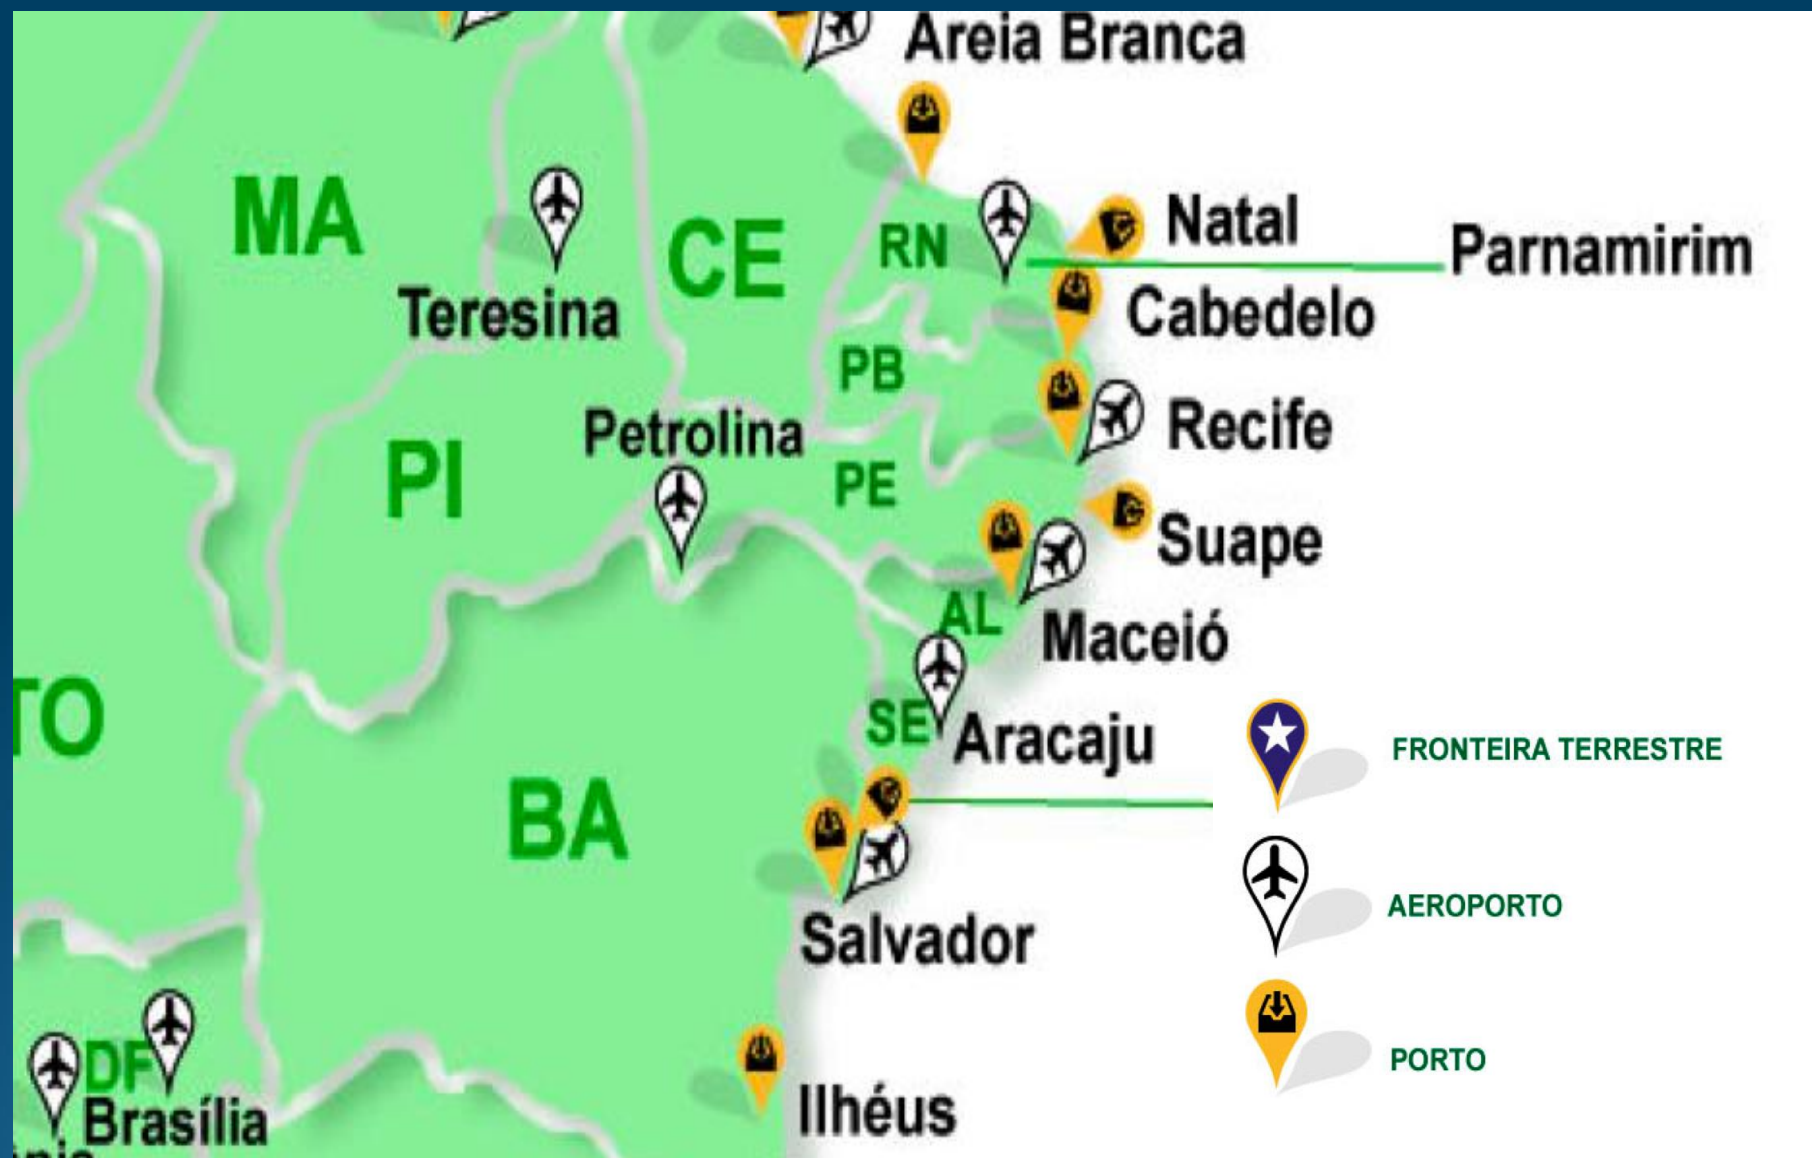 Areia Branca
MA
CE
RN
Natal
Parnamirim
Teresina
Cabedelo
PB
Petrolina
Recife
PI
PE
Suape
AL
Maceió
TO
SE
Aracaju
FRONTEIRA TERRESTRE
BA
AEROPORTO
Salvador
DF
PORTO
Brasília
Ilhéus